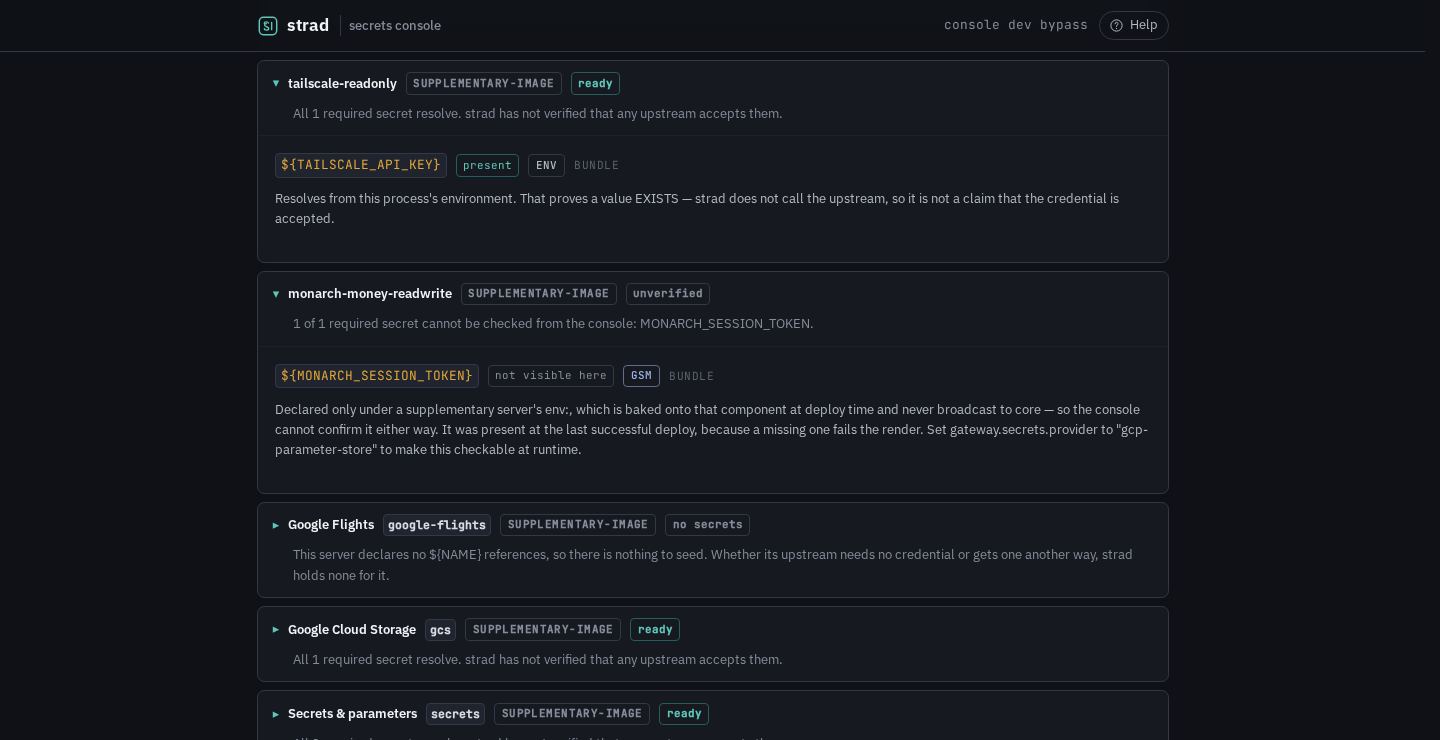 strad secrets console console dev bypass Help
tailscale-readonly SUPPLEMENTARY-IMAGE ready
All 1 required secret resolve. strad has not verified that any upstream accepts them.
${TAILSCALE_API_KEY} present ENV BUNDLE
Resolves from this process's environment. That proves a value EXISTS — strad does not call the upstream, so it is not a claim that the credential is
accepted.
monarch-money-readwrite SUPPLEMENTARY-IMAGE unverified
1 of 1 required secret cannot be checked from the console: MONARCH_SESSION_TOKEN.
${MONARCH_SESSION_TOKEN} not visible here GSM BUNDLE
Declared only under a supplementary server's env:, which is baked onto that component at deploy time and never broadcast to core — so the console
cannot confirm it either way. It was present at the last successful deploy, because a missing one fails the render. Set gateway.secrets.provider to "gcp-
parameter-store" to make this checkable at runtime.
Google Flights google-flights SUPPLEMENTARY-IMAGE no secrets
This server declares no ${NAME} references, so there is nothing to seed. Whether its upstream needs no credential or gets one another way, strad
holds none for it.
Google Cloud Storage gcs SUPPLEMENTARY-IMAGE ready
All 1 required secret resolve. strad has not verified that any upstream accepts them.
Secrets & parameters secrets SUPPLEMENTARY-IMAGE ready